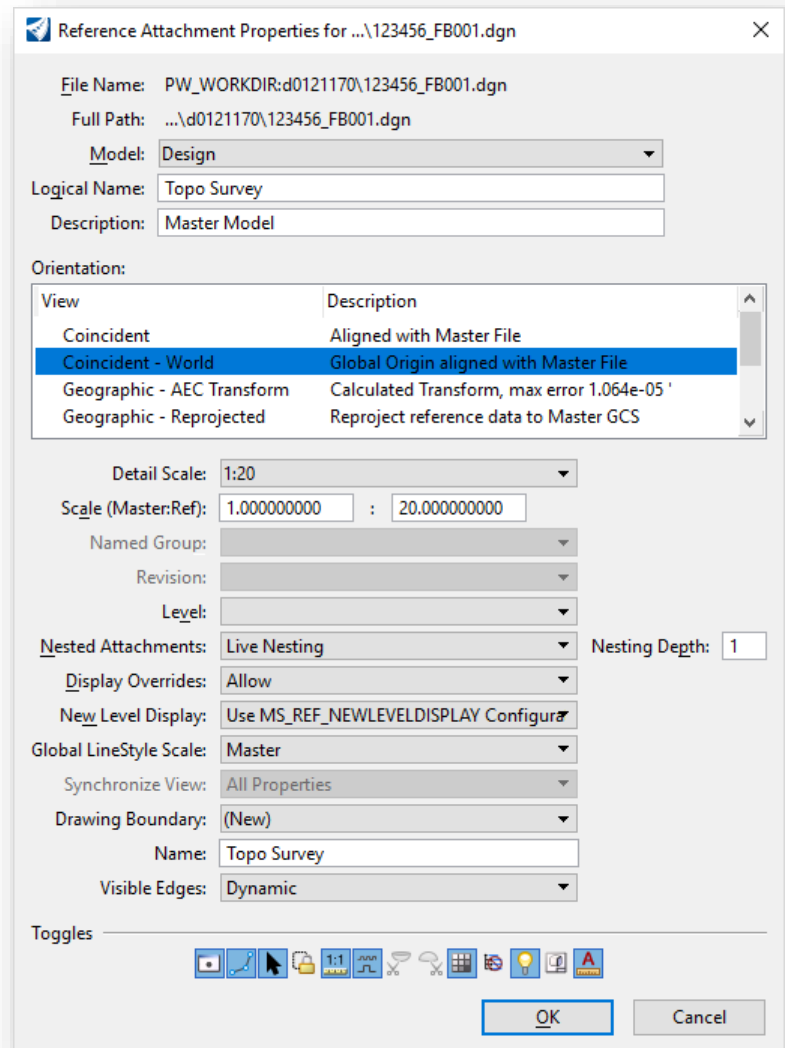 Reference Attachment Properties for ...\123456_FB001.dgn
File Name: PW_WORKDIR:d0121170\123456_FB001.dgn
Full Path: ...\d0121170\123456_FB001.dgn
Model: Design
Logical Name: Topo Survey
Description: Master Model
Orientation:
View Description
Coincident Aligned with Master File
Coincident - World Global Origin aligned with Master File
Geographic - AEC Transform Calculated Transform, max error 1.064e-05 '
Geographic - Reprojected Reproject reference data to Master GCS
Detail Scale: 1:20
Scale (Master:Ref): 1.000000000 : 20.000000000
Named Group:
Revision:
Level:
Nested Attachments: Live Nesting Nesting Depth: 1
Display Overrides: Allow
New Level Display: Use MS_REF_NEWLEVELDISPLAY Configura
Global LineStyle Scale: Master
Synchronize View: All Properties
Drawing Boundary: (New)
Name: Topo Survey
Visible Edges: Dynamic
Toggles
1:1 A
OK Cancel